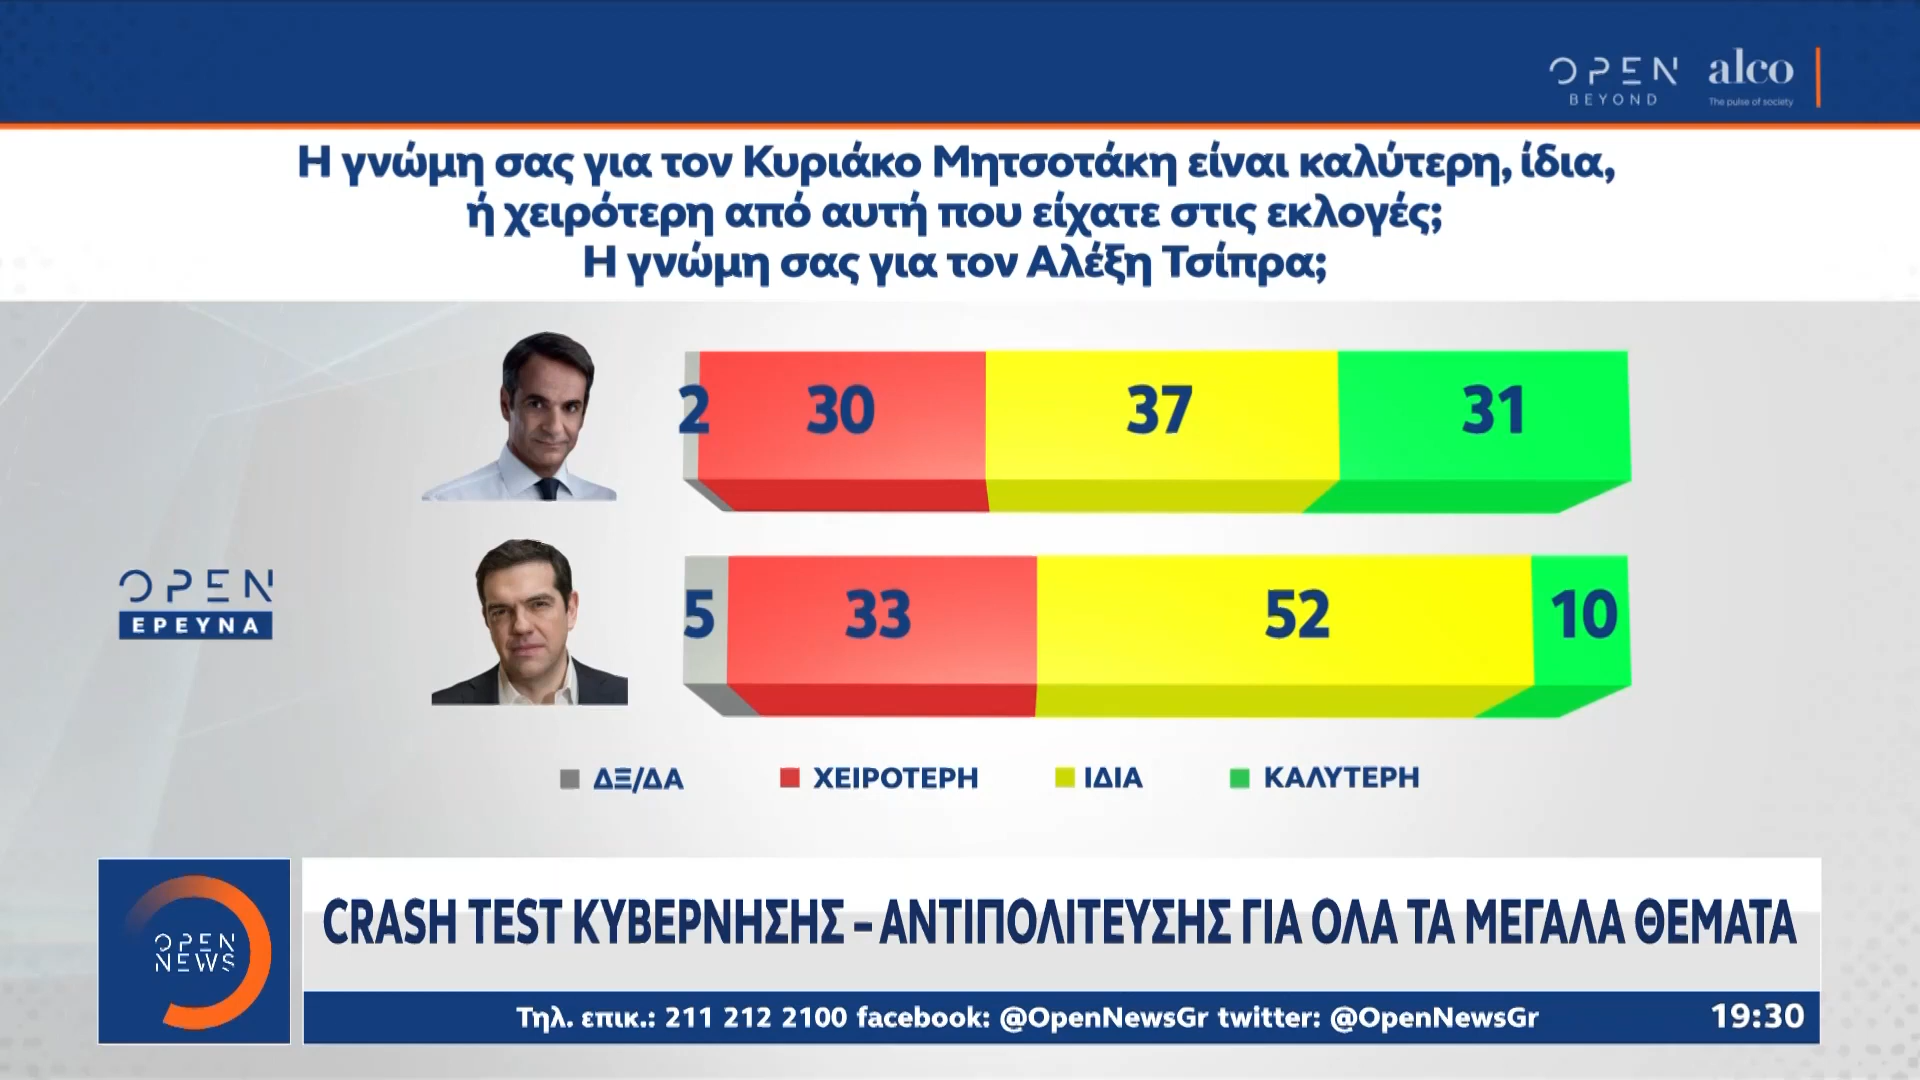 OPEN BEYOND
alco
The pulse of society
Η γνώμη σας για τον Κυριάκο Μητσοτάκη είναι καλύτερη, ίδια,
ή χειρότερη από αυτή που είχατε στις εκλογές;
Η γνώμη σας για τον Αλέξη Τσίπρα;
2 30 37 31
5 33 52 10
OPEN
ΕΡΕΥΝΑ
ΔΞ/ΔΑ ΧΕΙΡΟΤΕΡΗ ΙΔΙΑ ΚΑΛΥΤΕΡΗ
OPEN
NEWS
CRASH TEST ΚΥΒΕΡΝΗΣΗΣ – ΑΝΤΙΠΟΛΙΤΕΥΣΗΣ ΓΙΑ ΟΛΑ ΤΑ ΜΕΓΑΛΑ ΘΕΜΑΤΑ
Τηλ. επικ.: 211 212 2100 facebook: @OpenNewsGr twitter: @OpenNewsGr 19:30